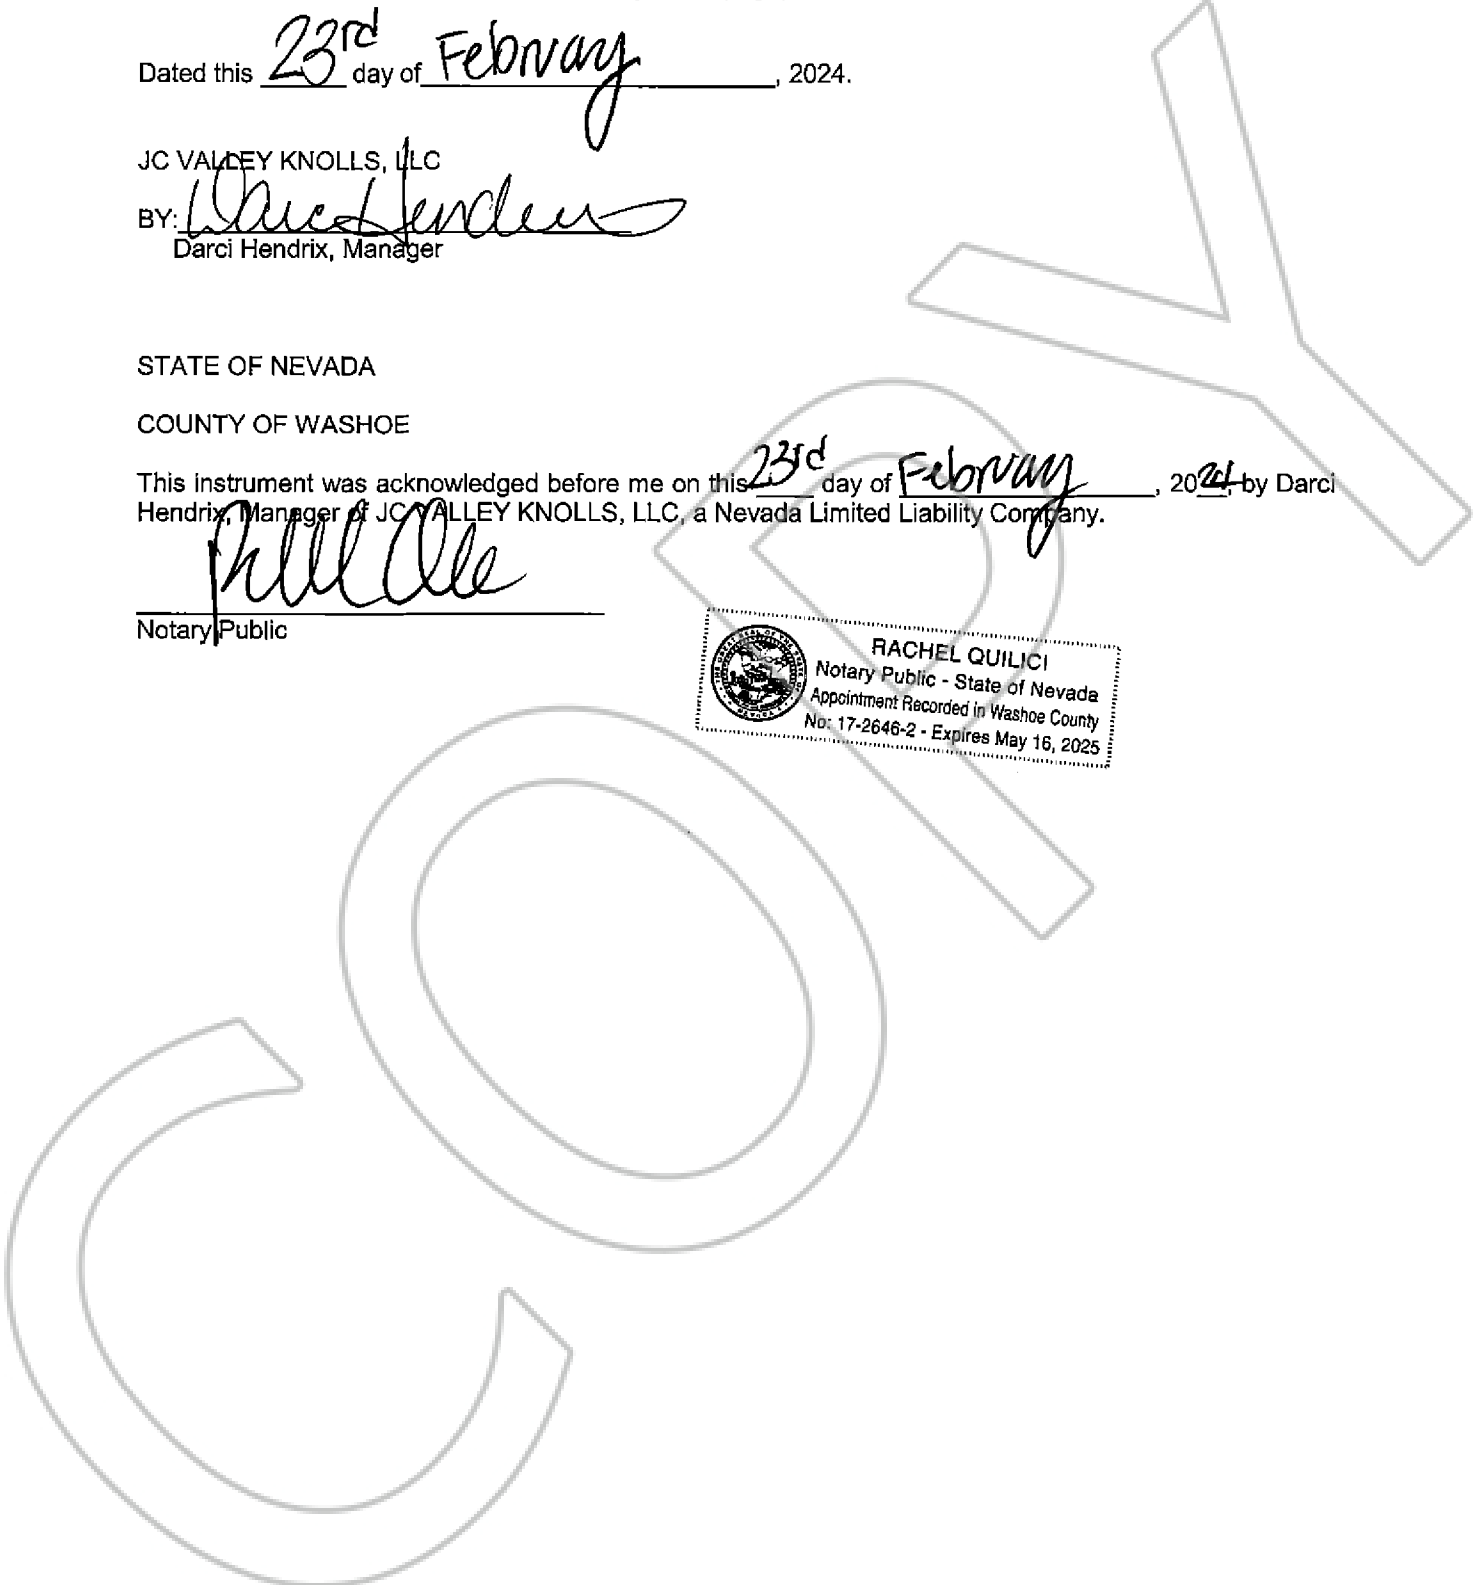 Dated this 23rd day of February, 2024.
JC VALLEY KNOLLS, LLC
BY: Darci Hendrix
Darci Hendrix, Manager
STATE OF NEVADA
COUNTY OF WASHOE
This instrument was acknowledged before me on this 23rd day of February, 2024, by Darci
Hendrix, Manager of JC VALLEY KNOLLS, LLC, a Nevada Limited Liability Company.
Notary Public
RACHEL QUILICI
Notary Public - State of Nevada
Appointment Recorded in Washoe County
No: 17-2646-2 - Expires May 16, 2025
COPY